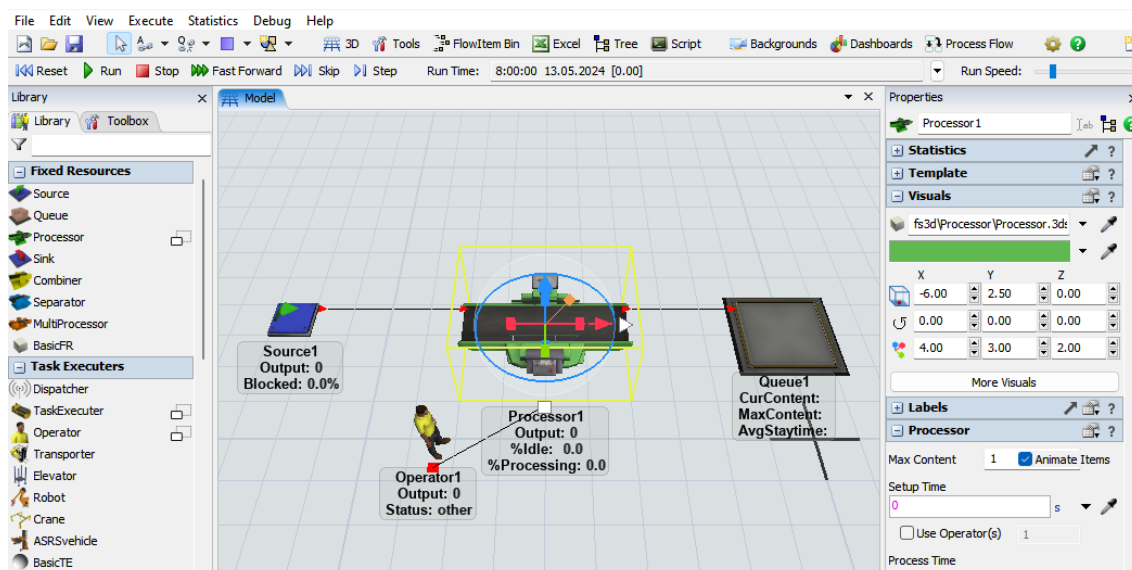 File Edit View Execute Statistics Debug Help
3D Tools FlowItem Bin Excel Tree Script Backgrounds Dashboards Process Flow
Reset Run Stop Fast Forward Skip Step Run Time: 8:00:00 13.05.2024 [0.00] Run Speed:
Library
Library Toolbox
Fixed Resources
Source
Queue
Processor
Sink
Combiner
Separator
MultiProcessor
BasicFR
Task Executers
Dispatcher
TaskExecuter
Operator
Transporter
Elevator
Robot
Crane
ASRSvehicle
BasicTE
Model
Source1
Output: 0
Blocked: 0.0%
Processor1
Output: 0
%Idle: 0.0
%Processing: 0.0
Queue1
CurContent:
MaxContent:
AvgStaytime:
Operator1
Output: 0
Status: other
Properties
Processor1
Statistics ?
Template ?
Visuals ?
fs3d\Processor\Processor.3ds
X Y Z
-6.00 2.50 0.00
0.00 0.00 0.00
4.00 3.00 2.00
More Visuals
Labels ?
Processor ?
Max Content 1 Animate Items
Setup Time
0 s
Use Operator(s) 1
Process Time